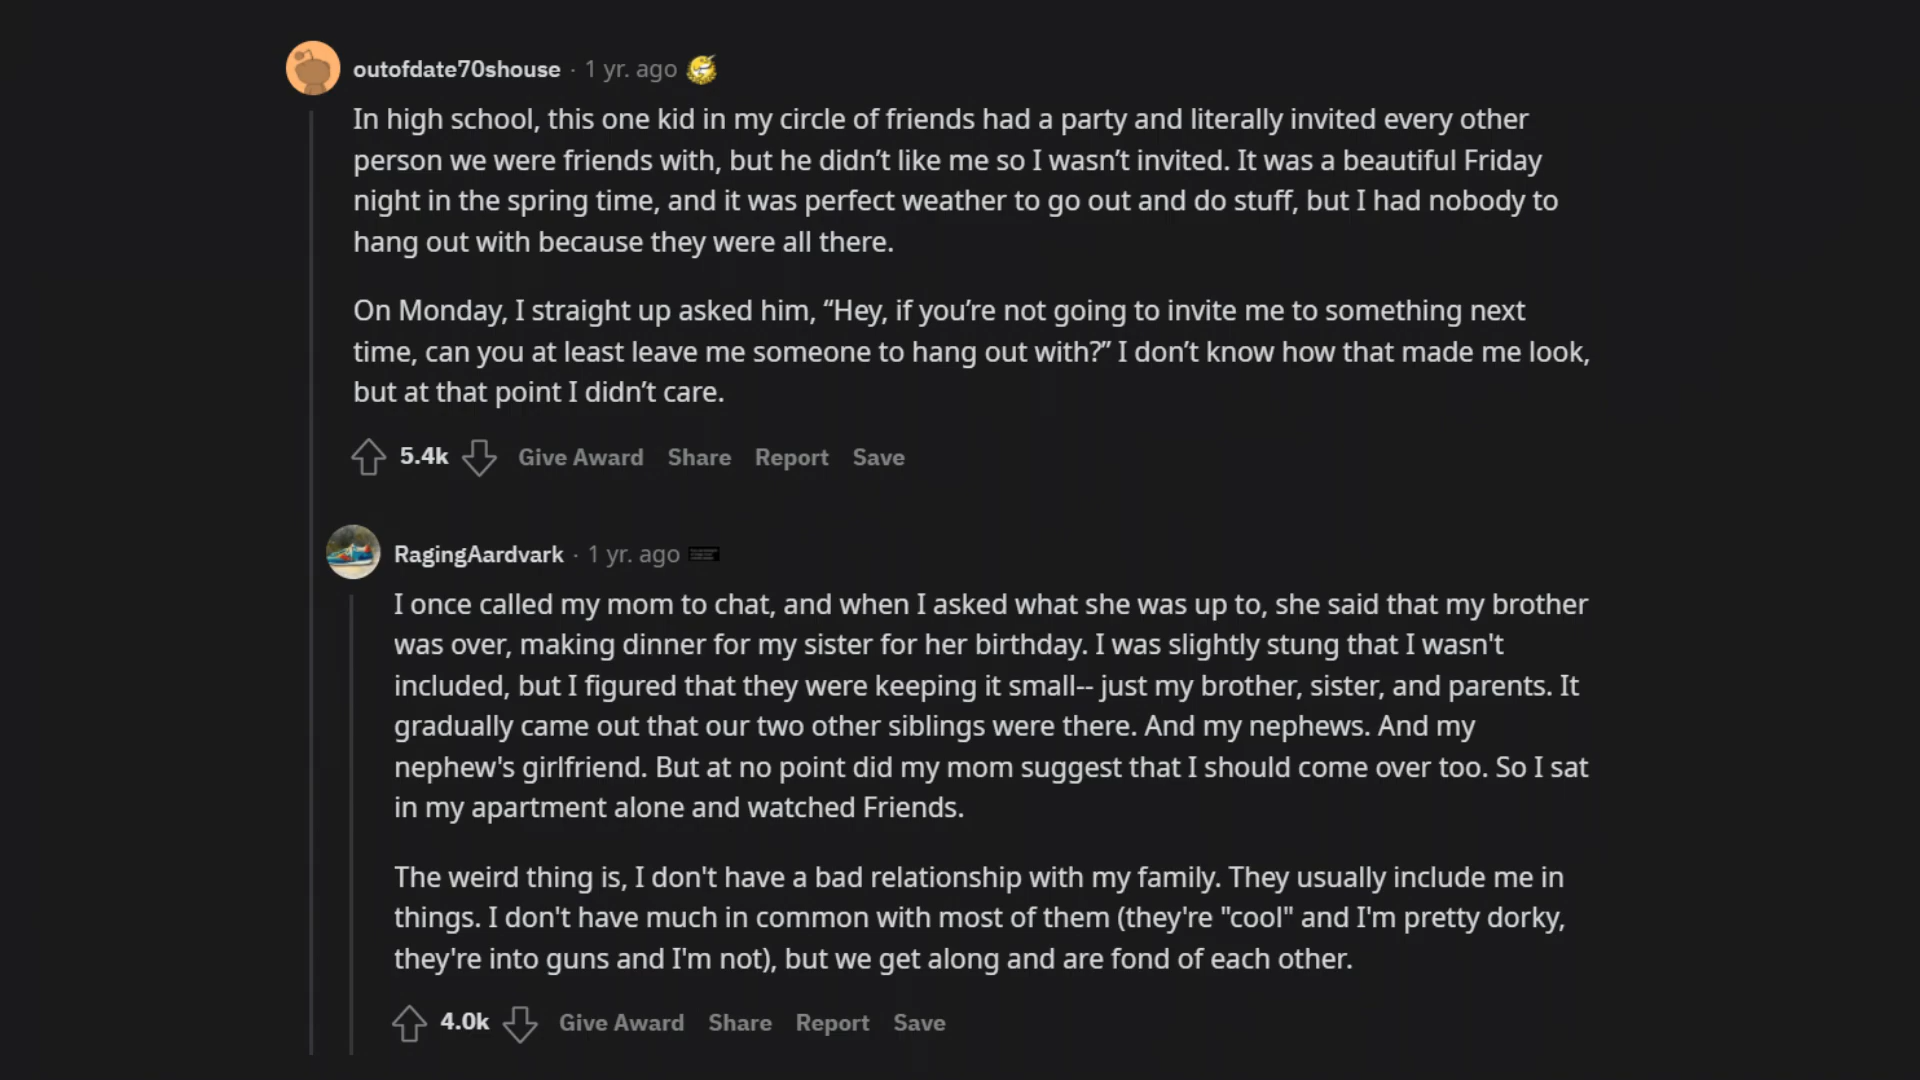 outofdate70shouse · 1 yr. ago
In high school, this one kid in my circle of friends had a party and literally invited every other
person we were friends with, but he didn’t like me so I wasn’t invited. It was a beautiful Friday
night in the spring time, and it was perfect weather to go out and do stuff, but I had nobody to
hang out with because they were all there.
On Monday, I straight up asked him, “Hey, if you’re not going to invite me to something next
time, can you at least leave me someone to hang out with?” I don’t know how that made me look,
but at that point I didn’t care.
5.4k Give Award Share Report Save
RagingAardvark · 1 yr. ago
I once called my mom to chat, and when I asked what she was up to, she said that my brother
was over, making dinner for my sister for her birthday. I was slightly stung that I wasn't
included, but I figured that they were keeping it small-- just my brother, sister, and parents. It
gradually came out that our two other siblings were there. And my nephews. And my
nephew's girlfriend. But at no point did my mom suggest that I should come over too. So I sat
in my apartment alone and watched Friends.
The weird thing is, I don't have a bad relationship with my family. They usually include me in
things. I don't have much in common with most of them (they're "cool" and I'm pretty dorky,
they're into guns and I'm not), but we get along and are fond of each other.
4.0k Give Award Share Report Save